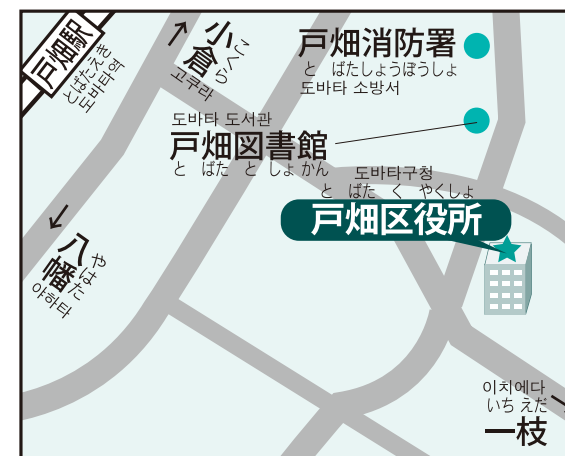 戸畑駅
とばたえき
도바타역
小倉
こくら
고쿠라
戸畑消防署
と ばたしょうぼうしょ
도바타 소방서
도바타 도서관
戸畑図書館
と ばた と しょ かん
도바타구청
と ばた く やくしょ
戸畑区役所
八幡
やはた
야하타
이치에다
いち えだ
一枝